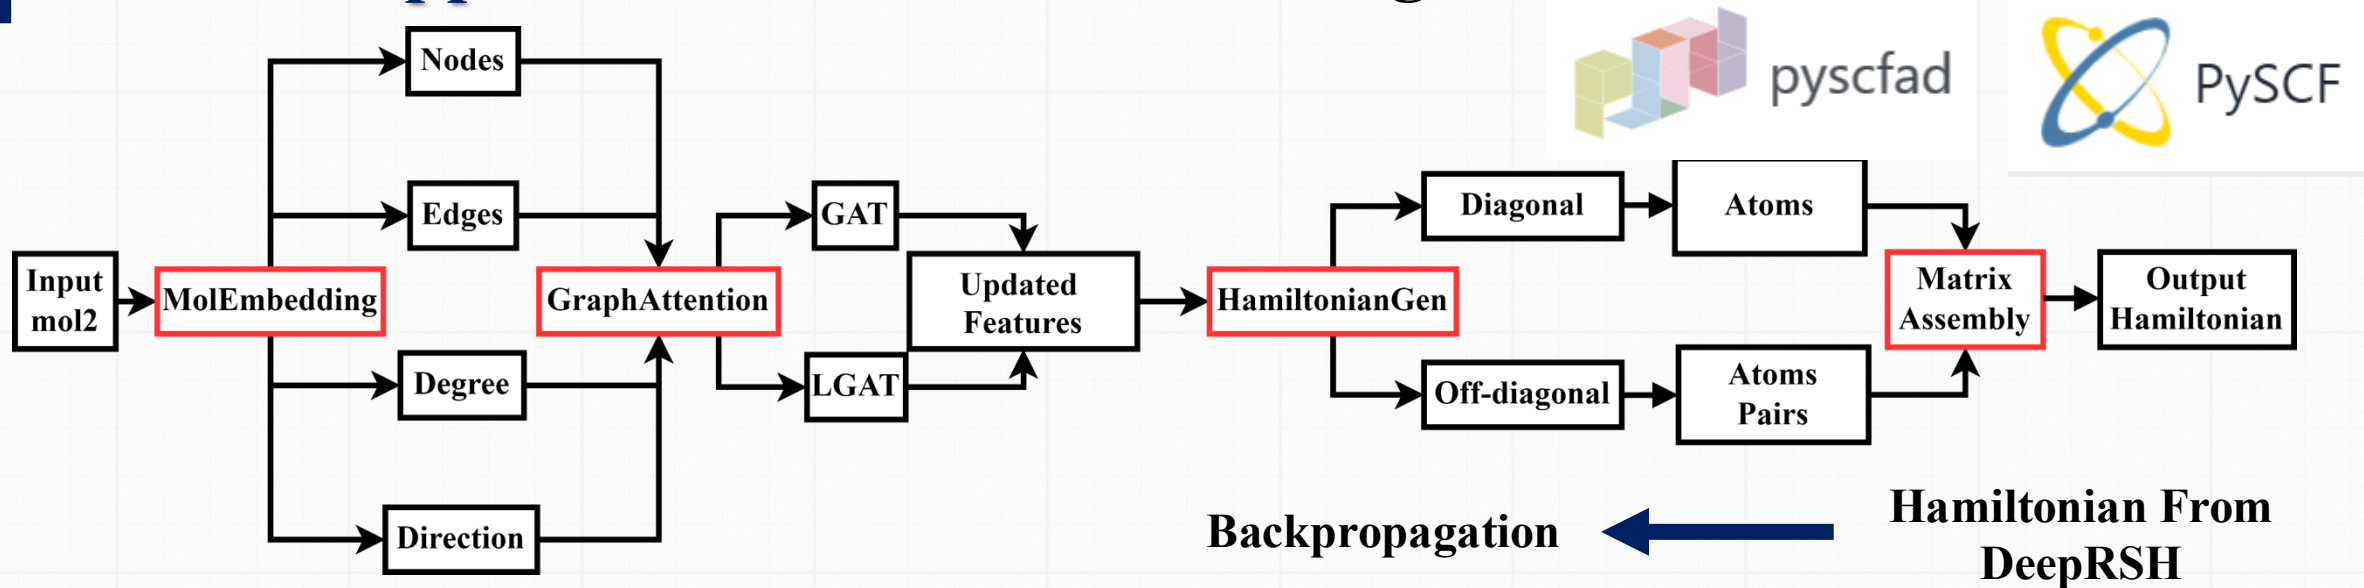 pyscfad
PySCF
Nodes
Edges
Input
mol2
MolEmbedding
Degree
Direction
GraphAttention
GAT
LGAT
Updated
Features
HamiltonianGen
Diagonal
Atoms
Off-diagonal
Atoms
Pairs
Matrix
Assembly
Output
Hamiltonian
Backpropagation
Hamiltonian From
DeepRSH